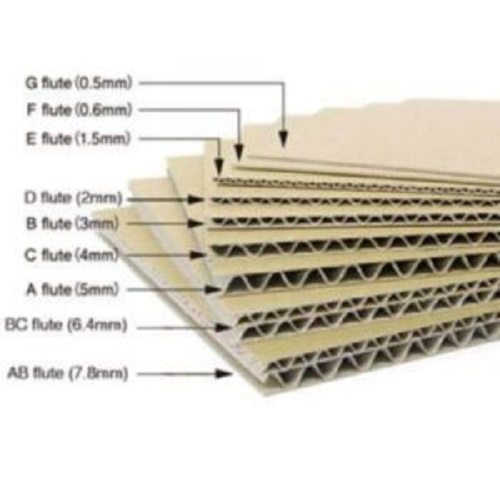 G flute (0.5mm)
F flute (0.6mm)
E flute (1.5mm)
D flute (2mm)
B flute (3mm)
C flute (4mm)
A flute (5mm)
BC flute (6.4mm)
AB flute (7.8mm)